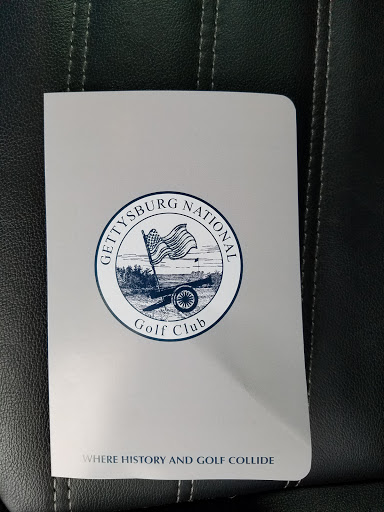 GETTYSBURG NATIONAL
Golf Club
WHERE HISTORY AND GOLF COLLIDE